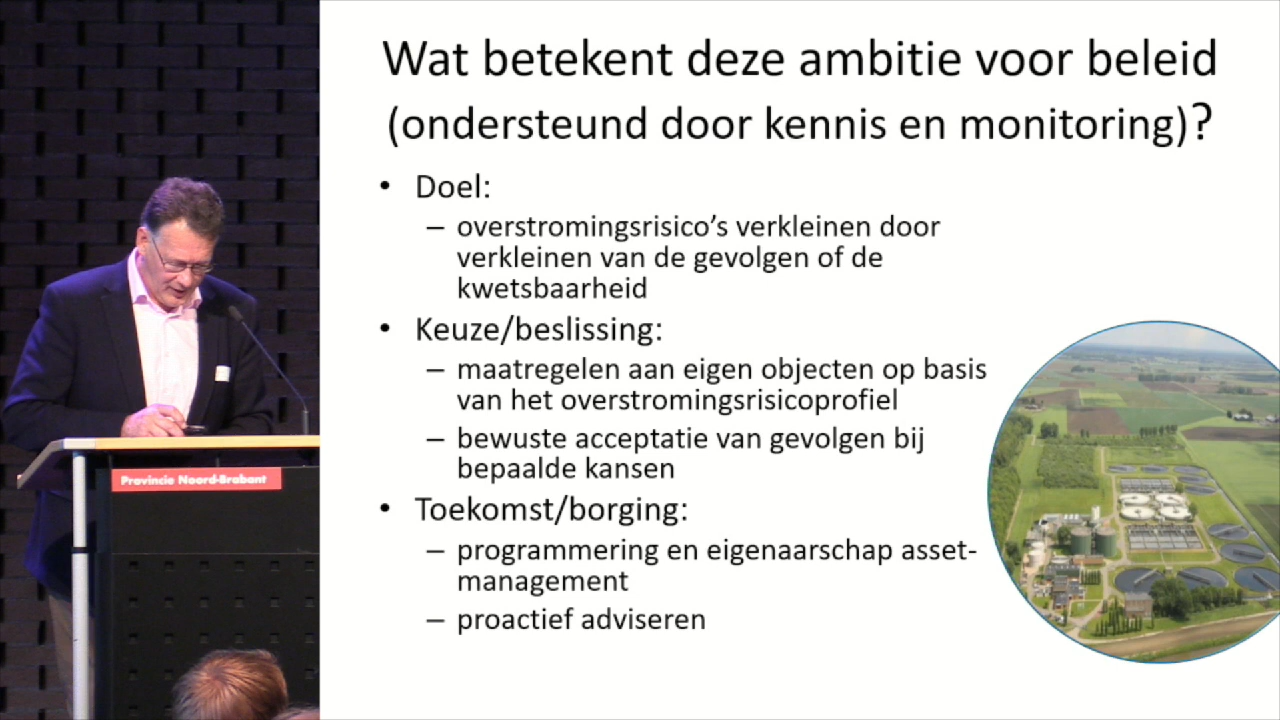 Wat betekent deze ambitie voor beleid
(ondersteund door kennis en monitoring)?
• Doel:
– overstromingsrisico’s verkleinen door
verkleinen van de gevolgen of de
kwetsbaarheid
• Keuze/beslissing:
– maatregelen aan eigen objecten op basis
van het overstromingsrisicoprofiel
– bewuste acceptatie van gevolgen bij
bepaalde kansen
• Toekomst/borging:
– programmering en eigenaarschap asset-
management
– proactief adviseren
Provincie Noord-Brabant